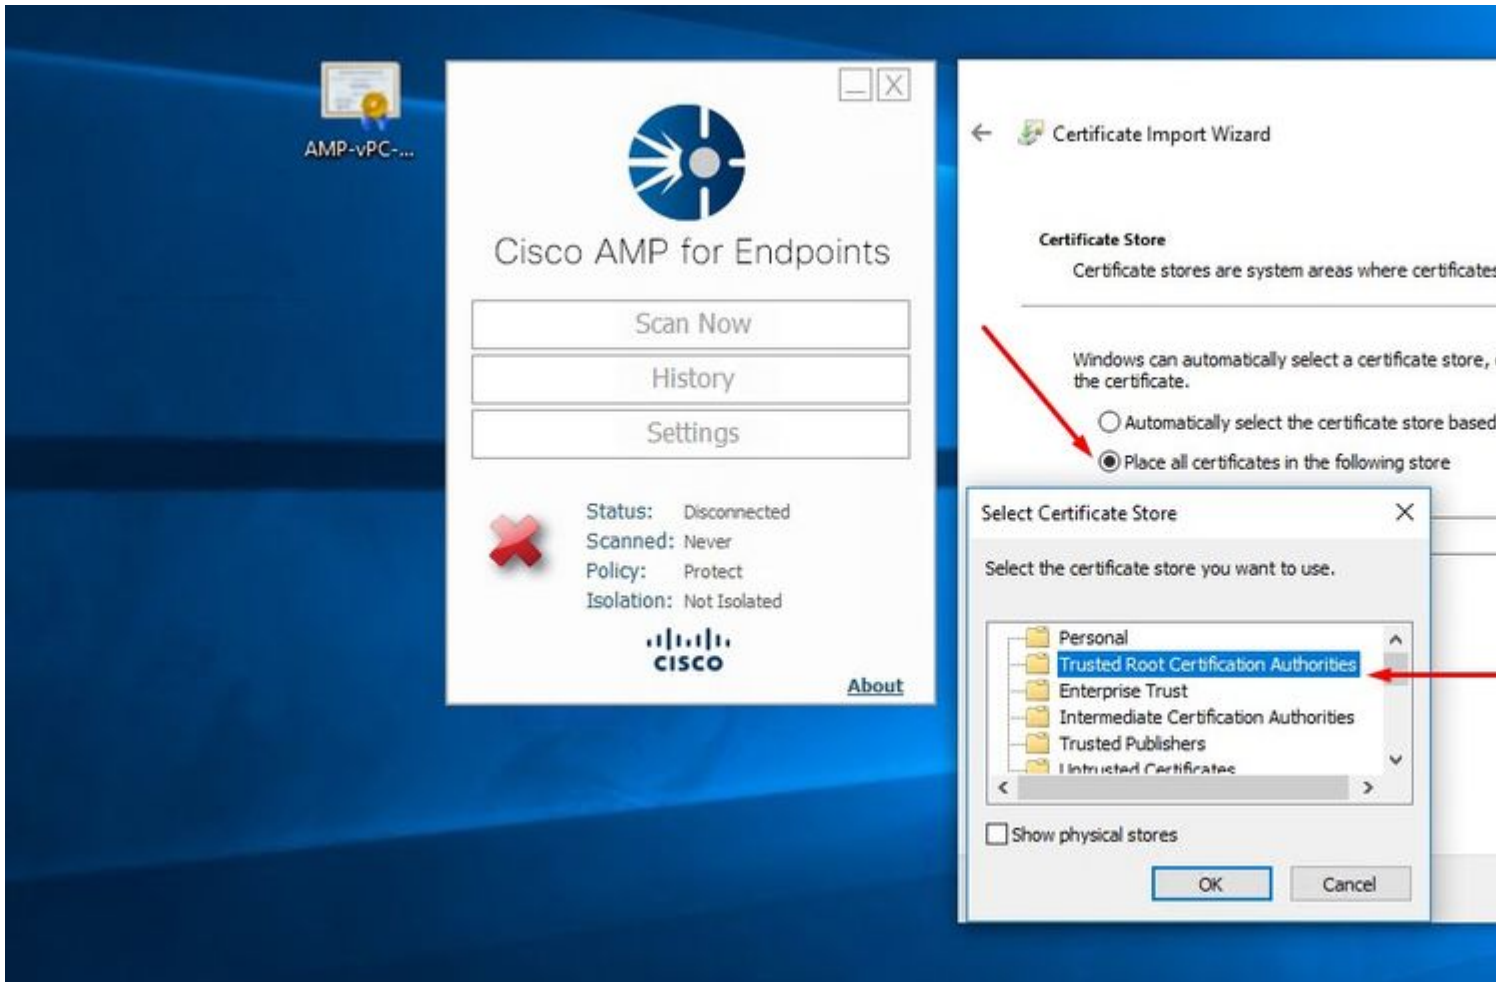 AMP-vPC-...
Cisco AMP for Endpoints
Scan Now
History
Settings
Status: Disconnected
Scanned: Never
Policy: Protect
Isolation: Not Isolated
CISCO
About
Certificate Import Wizard
Certificate Store
Certificate stores are system areas where certificates
Windows can automatically select a certificate store,
the certificate.
Automatically select the certificate store based
Place all certificates in the following store
Select Certificate Store
Select the certificate store you want to use.
Personal
Trusted Root Certification Authorities
Enterprise Trust
Intermediate Certification Authorities
Trusted Publishers
Untrusted Certificates
Show physical stores
OK Cancel